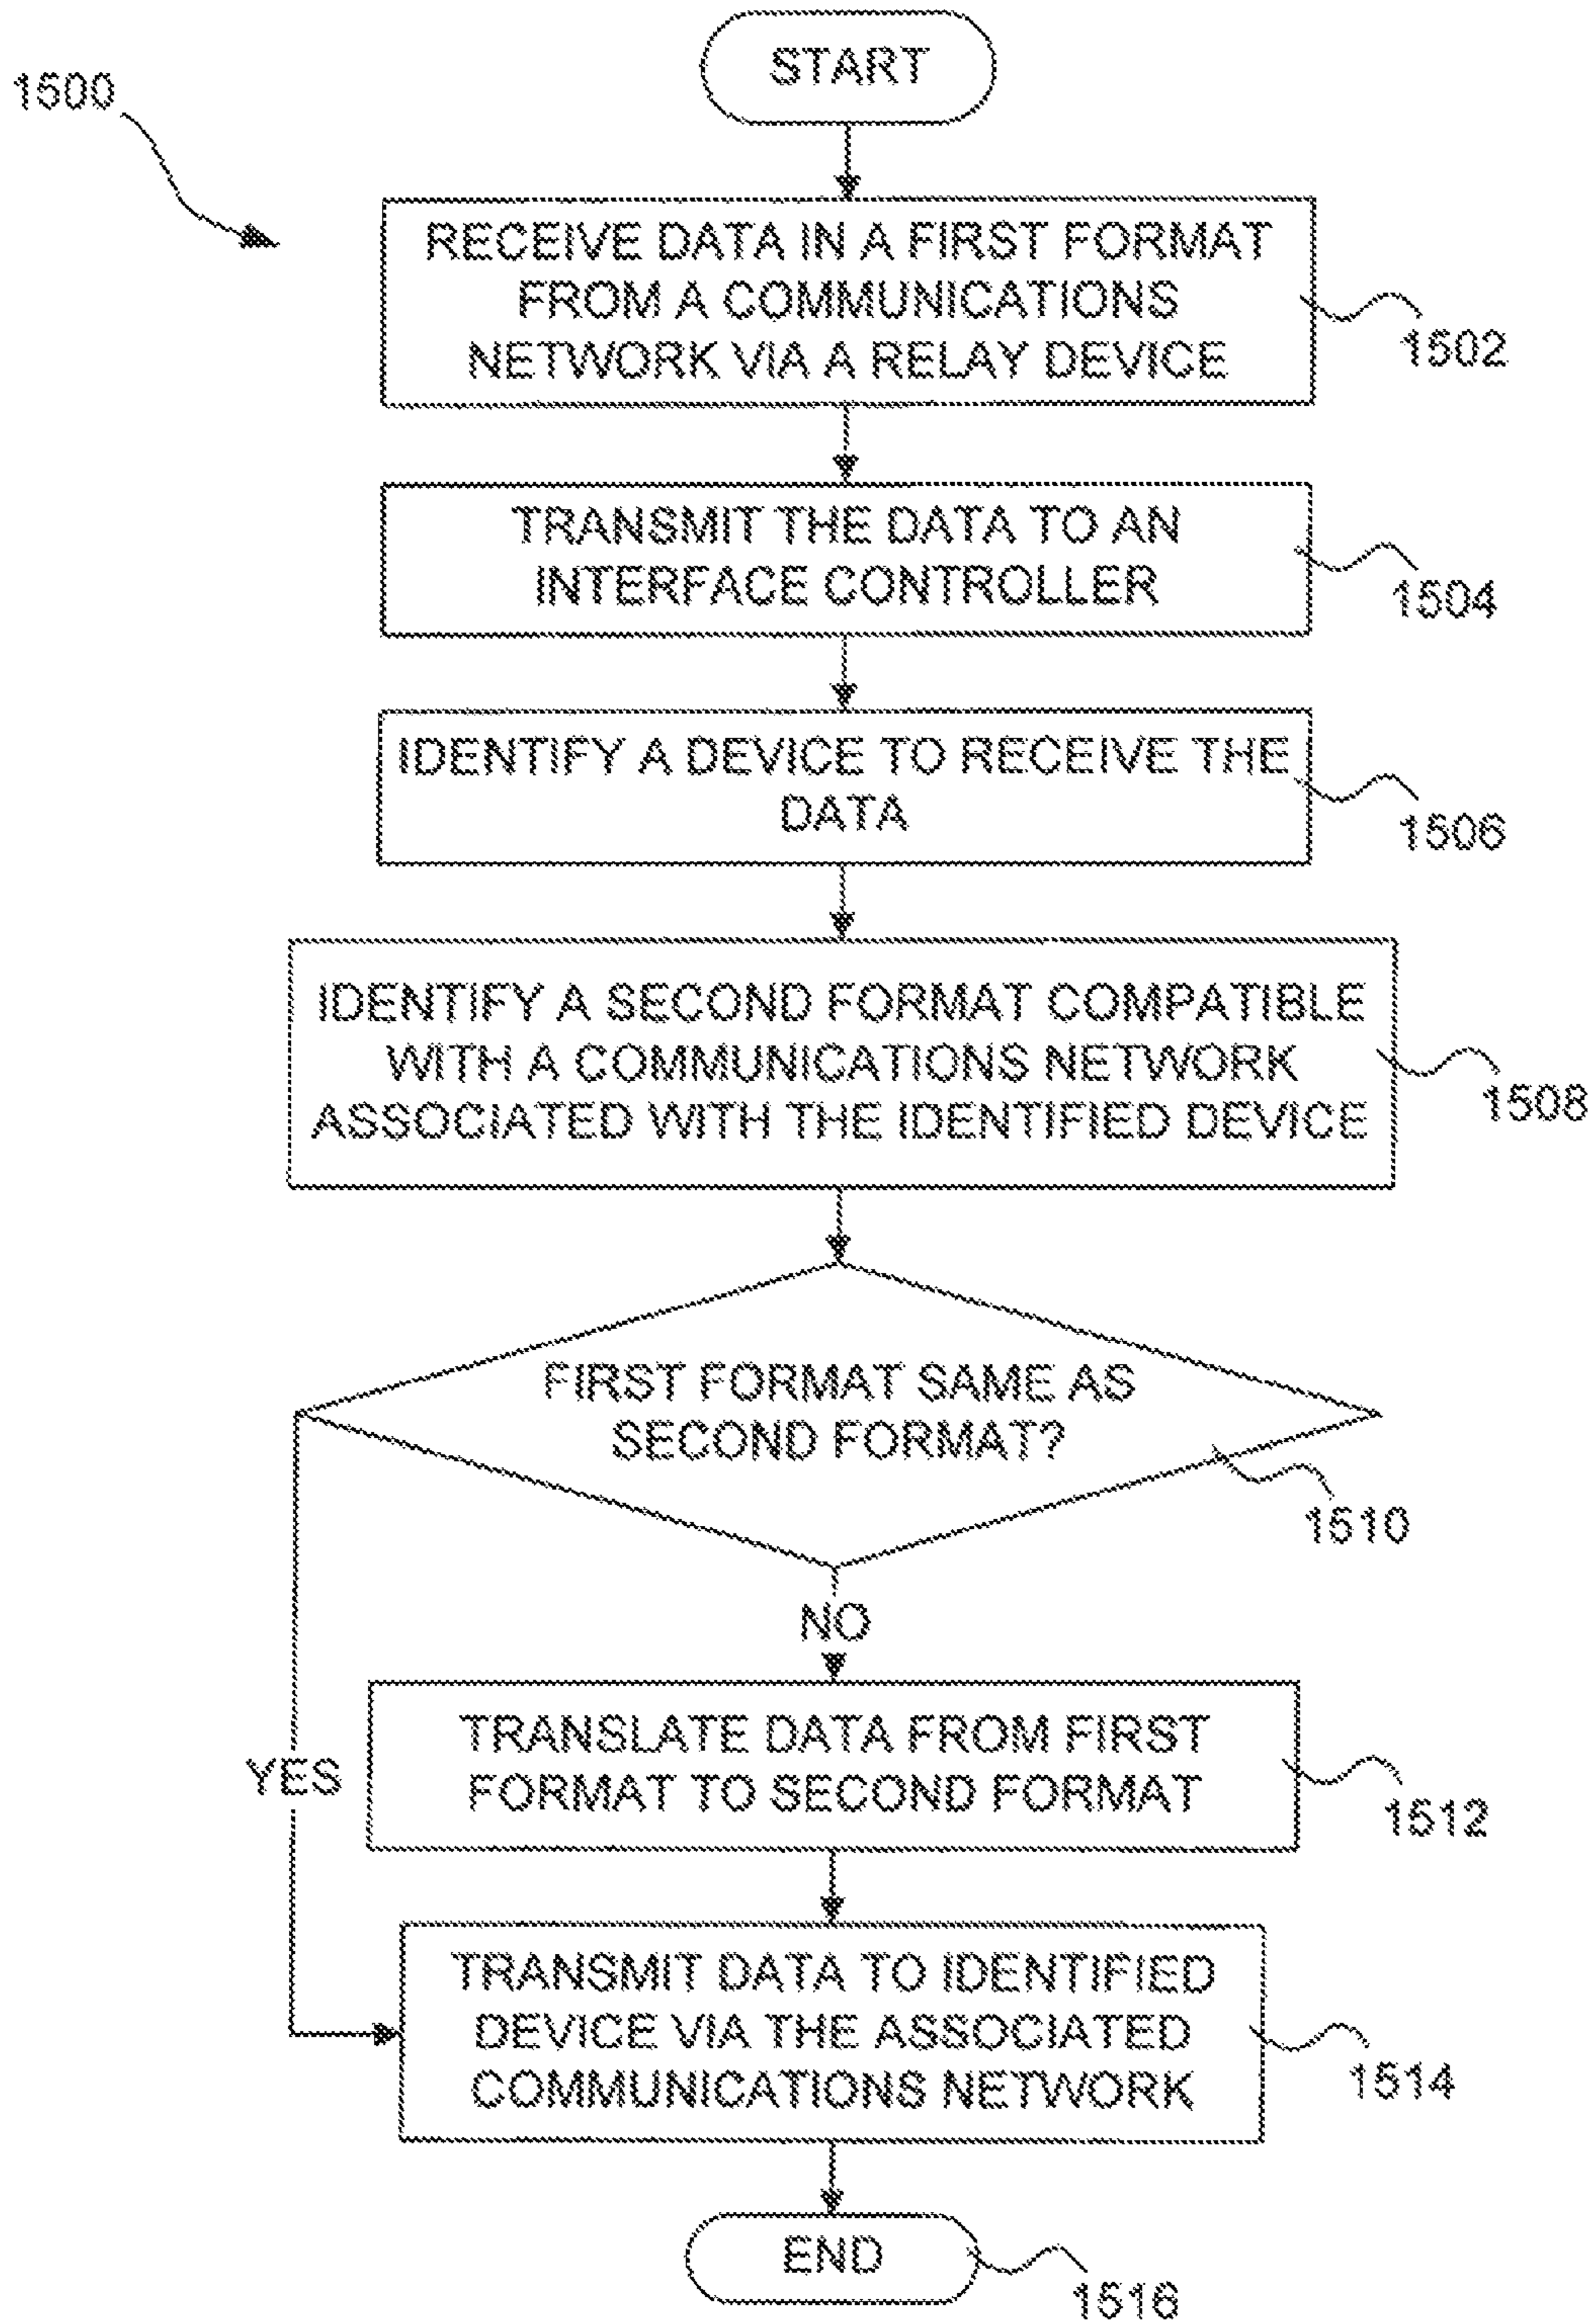 START
1500
RECEIVE DATA IN A FIRST FORMAT
FROM A COMMUNICATIONS
NETWORK VIA A RELAY DEVICE
1502
TRANSMIT THE DATA TO AN
INTERFACE CONTROLLER
1504
IDENTIFY A DEVICE TO RECEIVE THE
DATA
1506
IDENTIFY A SECOND FORMAT COMPATIBLE
WITH A COMMUNICATIONS NETWORK
ASSOCIATED WITH THE IDENTIFIED DEVICE
1508
FIRST FORMAT SAME AS
SECOND FORMAT?
1510
NO
YES
TRANSLATE DATA FROM FIRST
FORMAT TO SECOND FORMAT
1512
TRANSMIT DATA TO IDENTIFIED
DEVICE VIA THE ASSOCIATED
COMMUNICATIONS NETWORK
1514
END
1516